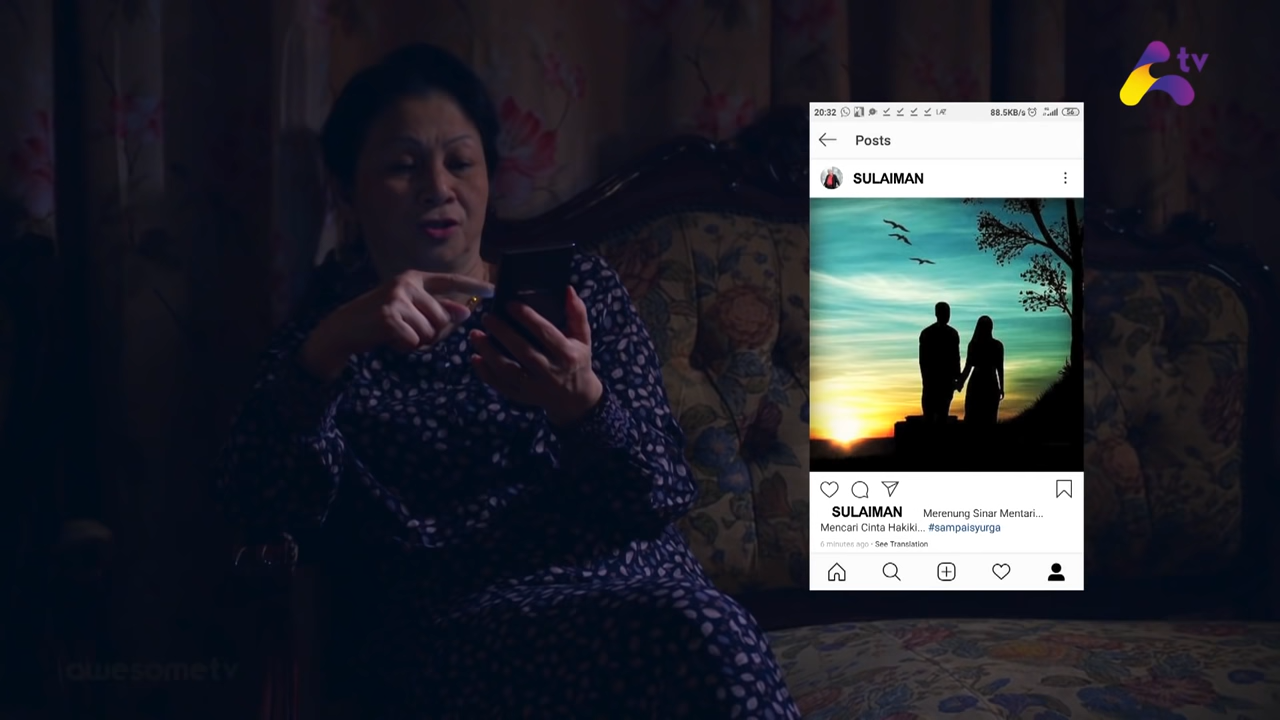 tv
20:32 88.5KB/s 56
Posts
SULAIMAN
SULAIMAN Merenung Sinar Mentari...
Mencari Cinta Hakiki... #sampaisyurga
6 minutes ago · See Translation
awesometv